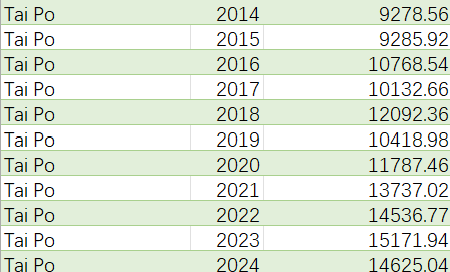 Tai Po 2014 9278.56
Tai Po 2015 9285.92
Tai Po 2016 10768.54
Tai Po 2017 10132.66
Tai Po 2018 12092.36
Tai Po 2019 10418.98
Tai Po 2020 11787.46
Tai Po 2021 13737.02
Tai Po 2022 14536.77
Tai Po 2023 15171.94
Tai Po 2024 14625.04